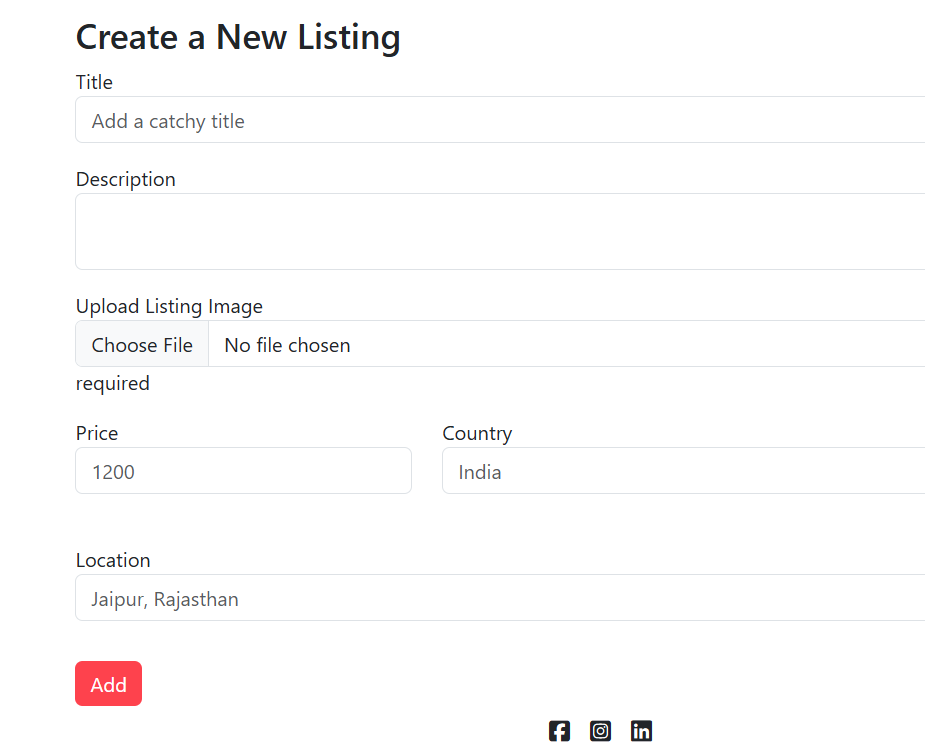 Create a New Listing
Title
Add a catchy title
Description
Upload Listing Image
Choose File No file chosen
required
Price Country
1200 India
Location
Jaipur, Rajasthan
Add